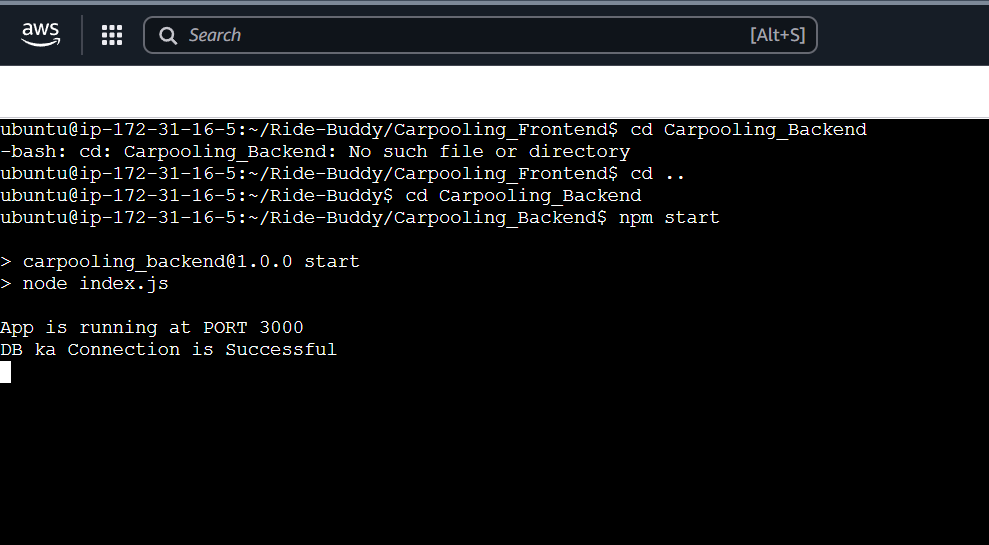 aws
Search [Alt+S]
ubuntu@ip-172-31-16-5:~/Ride-Buddy/Carpooling_Frontend$ cd Carpooling_Backend
-bash: cd: Carpooling_Backend: No such file or directory
ubuntu@ip-172-31-16-5:~/Ride-Buddy/Carpooling_Frontend$ cd ..
ubuntu@ip-172-31-16-5:~/Ride-Buddy$ cd Carpooling_Backend
ubuntu@ip-172-31-16-5:~/Ride-Buddy/Carpooling_Backend$ npm start
> carpooling_backend@1.0.0 start
> node index.js
App is running at PORT 3000
DB ka Connection is Successful